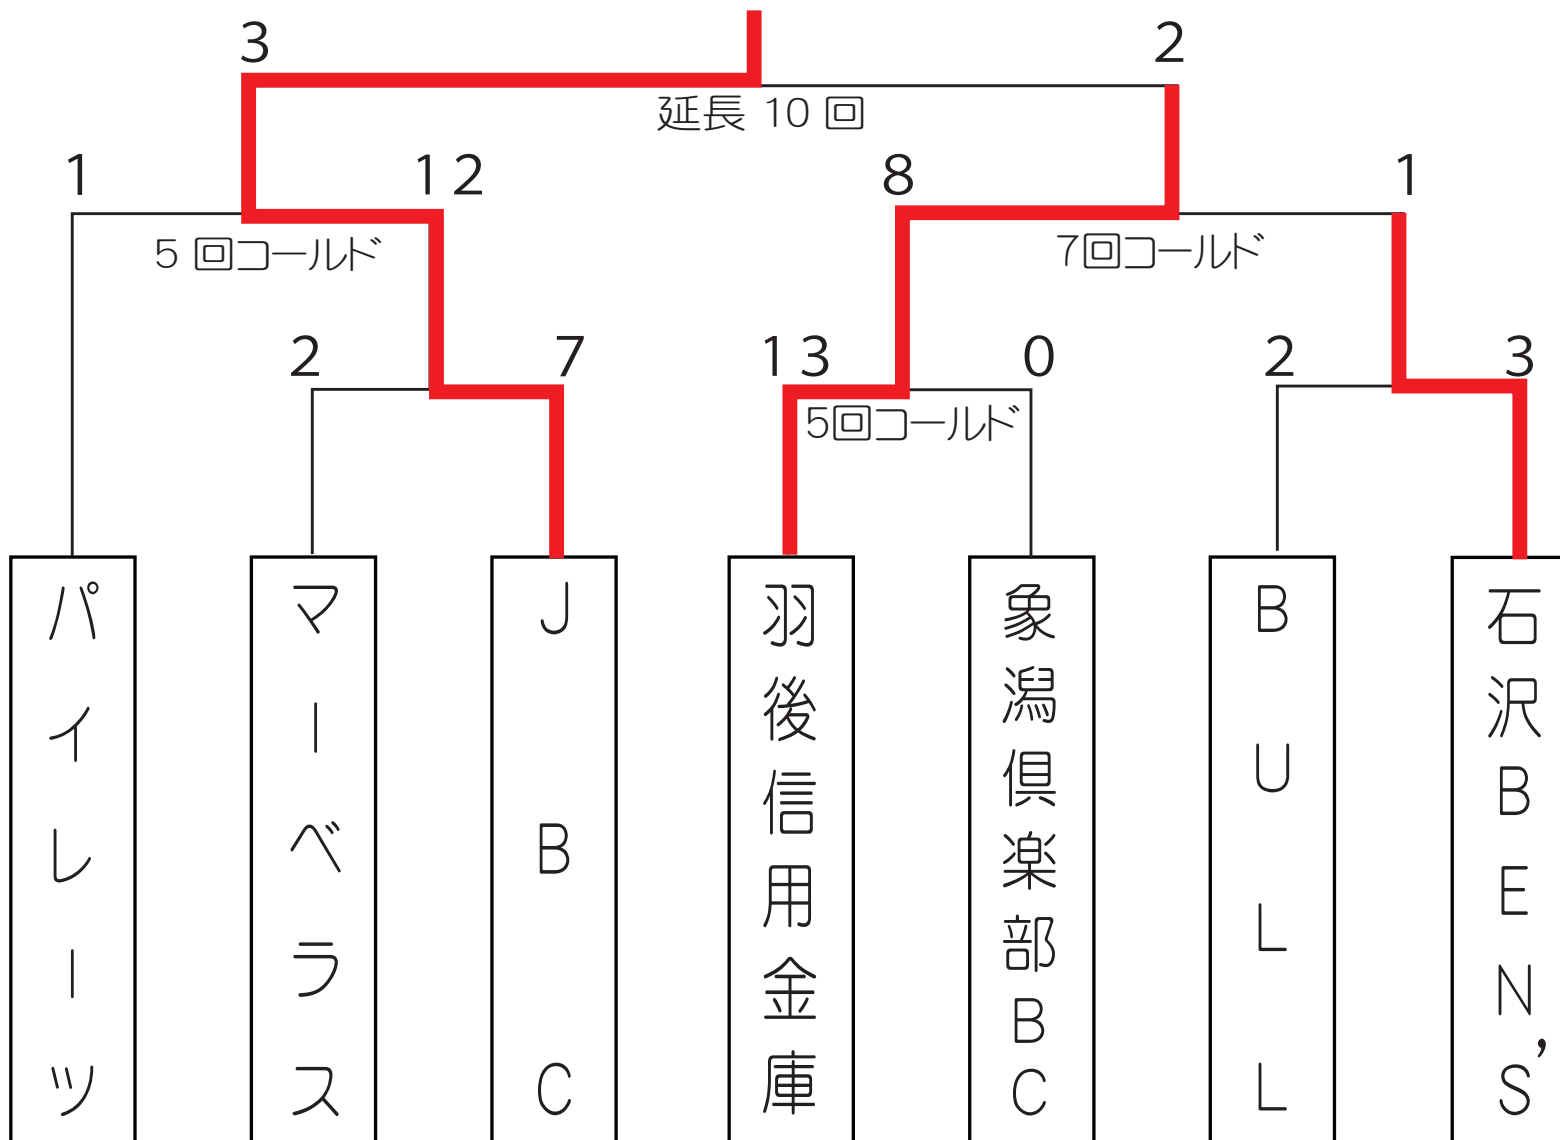 3
2
延長 10 回
1
12
8
1
5 回コールド
7回コールド
2
7
13
0
2
3
5回コールド
パイレーツ
マーベラス
JBC
羽後信用金庫
象潟倶楽部BC
BULL
石沢BEN'S